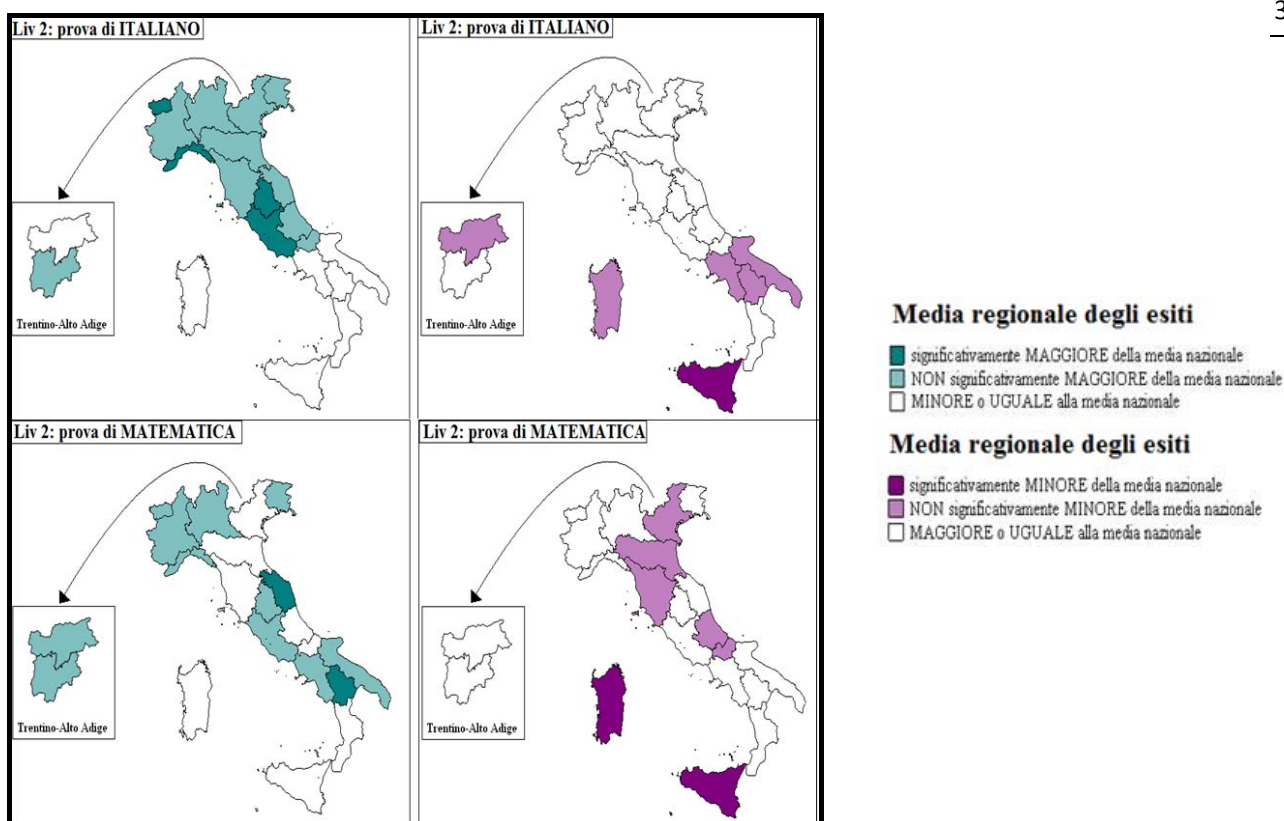 3
Liv 2: prova di ITALIANO
Trentino-Alto Adige
Liv 2: prova di ITALIANO
Trentino-Alto Adige
Liv 2: prova di MATEMATICA
Trentino-Alto Adige
Liv 2: prova di MATEMATICA
Trentino-Alto Adige
Media regionale degli esiti
significativamente MAGGIORE della media nazionale
NON significativamente MAGGIORE della media nazionale
MINORE o UGUALE alla media nazionale
Media regionale degli esiti
significativamente MINORE della media nazionale
NON significativamente MINORE della media nazionale
MAGGIORE o UGUALE alla media nazionale